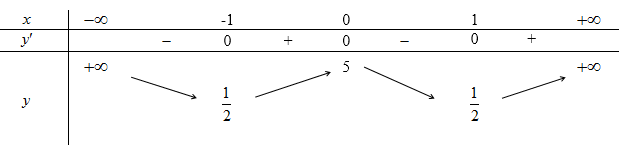 x −∞ -1 0 1 +∞
y′ − 0 + 0 − 0 +
+∞ 5 +∞
y 1/2 1/2